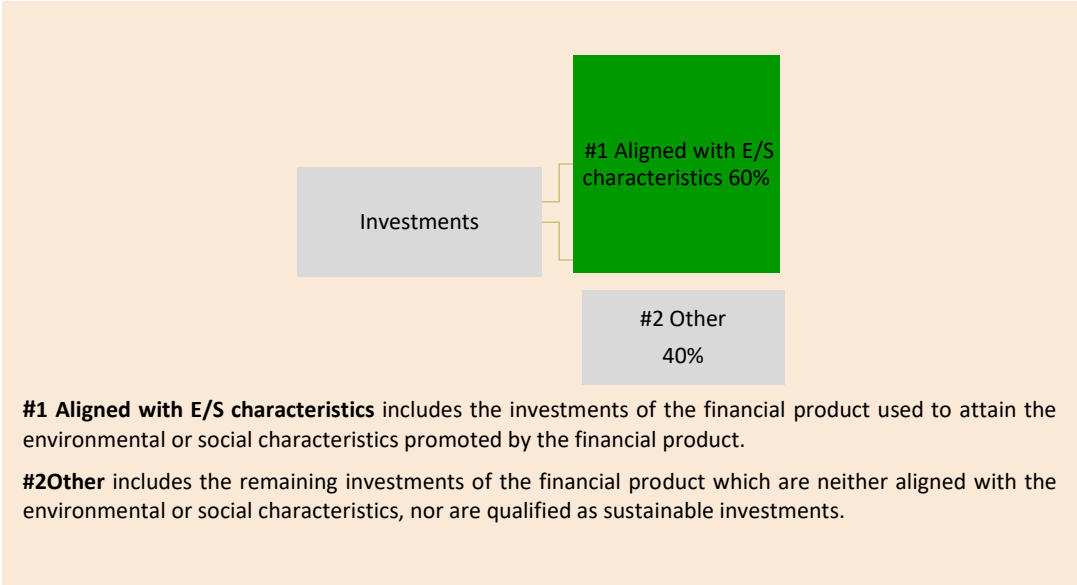 #1 Aligned with E/S
characteristics 60%
Investments
#2 Other
40%
#1 Aligned with E/S characteristics includes the investments of the financial product used to attain the
environmental or social characteristics promoted by the financial product.
#2Other includes the remaining investments of the financial product which are neither aligned with the
environmental or social characteristics, nor are qualified as sustainable investments.